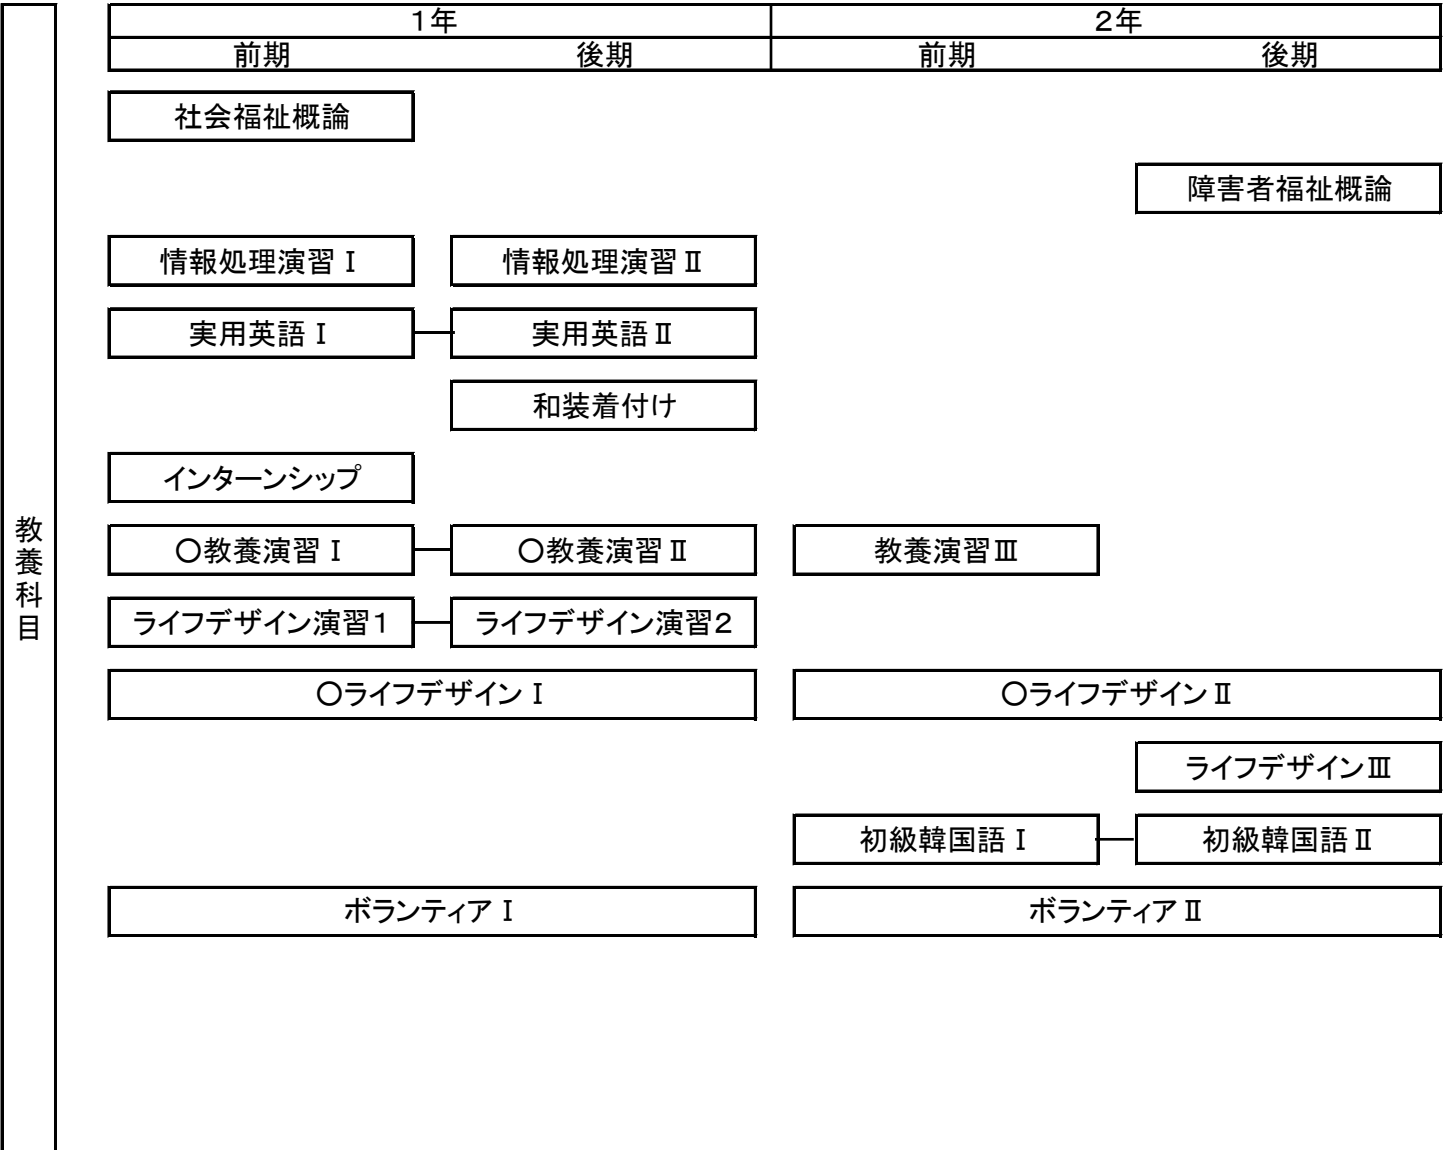 1年 2年
前期 後期 前期 後期
社会福祉概論
障害者福祉概論
情報処理演習Ⅰ 情報処理演習Ⅱ
実用英語Ⅰ 実用英語Ⅱ
和装着付け
インターンシップ
教養科目
○教養演習Ⅰ ○教養演習Ⅱ 教養演習Ⅲ
ライフデザイン演習1 ライフデザイン演習2
○ライフデザインⅠ ○ライフデザインⅡ
ライフデザインⅢ
初級韓国語Ⅰ 初級韓国語Ⅱ
ボランティアⅠ ボランティアⅡ